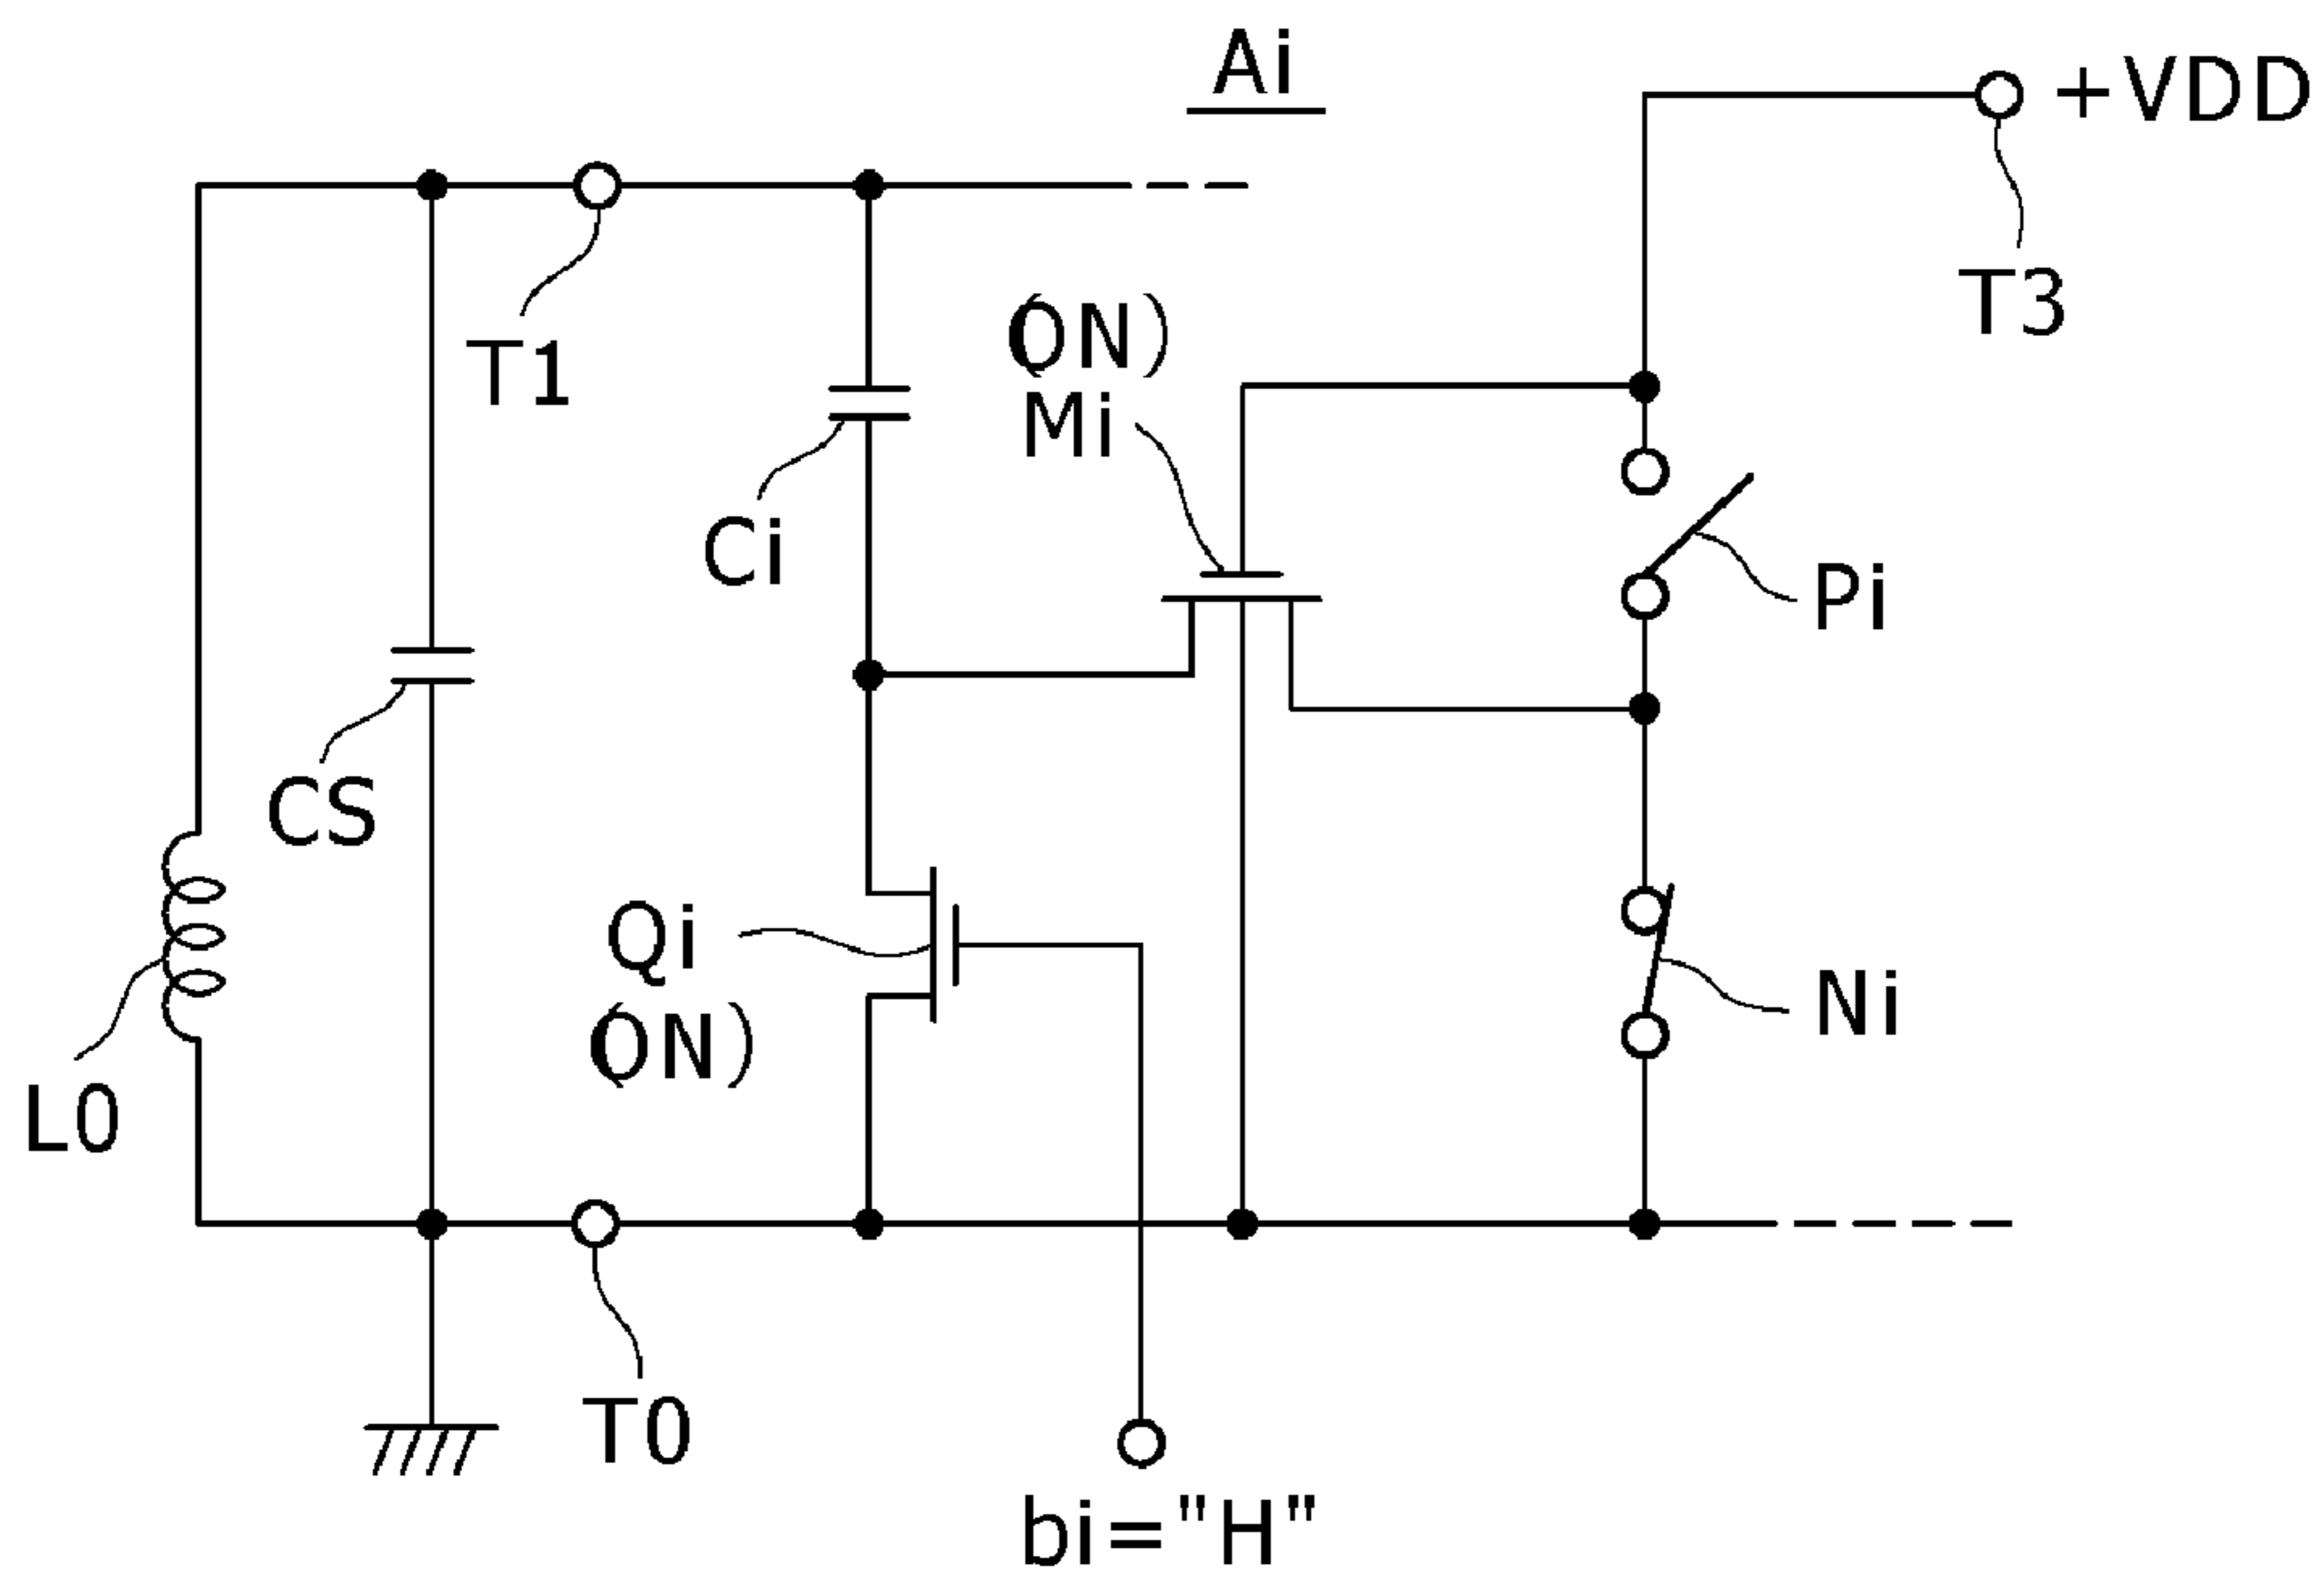 Ai
+VDD
T3
T1
(ON)
Mi
Ci
Pi
CS
Qi
(ON)
Ni
L0
T0
bi="H"